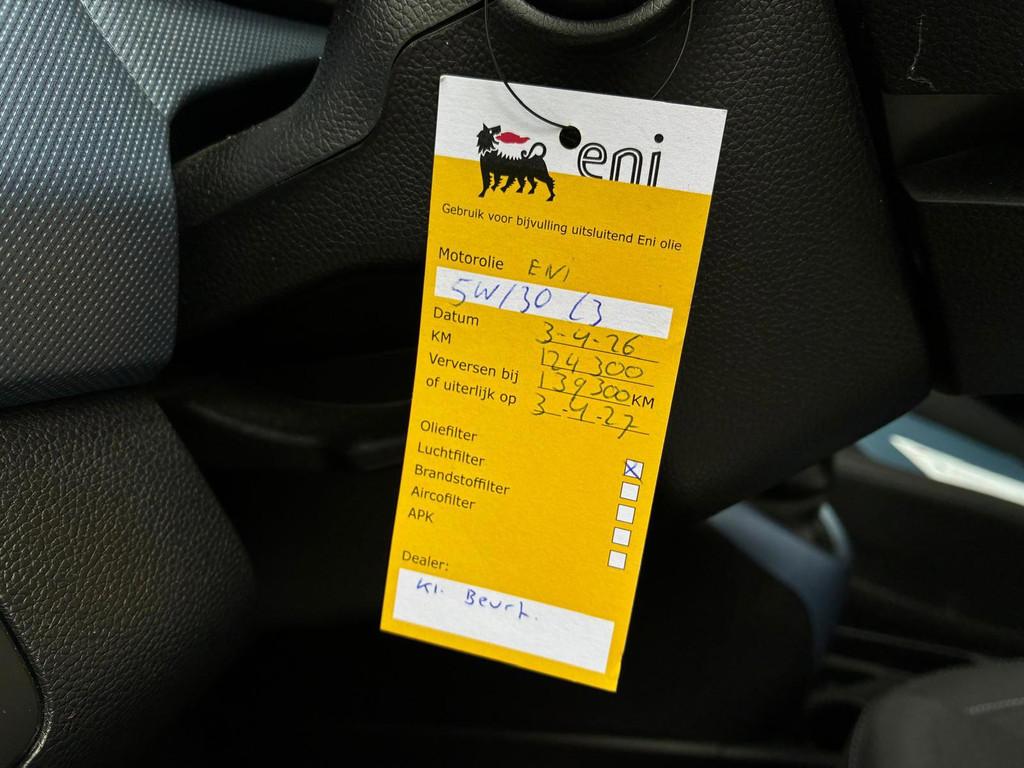 eni
Gebruik voor bijvulling uitsluitend Eni olie
Motorolie ENI
5W/30 C3
Datum 3-4-26
KM 124300
Verversen bij 139300 KM
of uiterlijk op 3-4-27
Oliefilter
Luchtfilter
Brandstoffilter
Aircofilter
APK
Dealer:
Kl. Beurt.